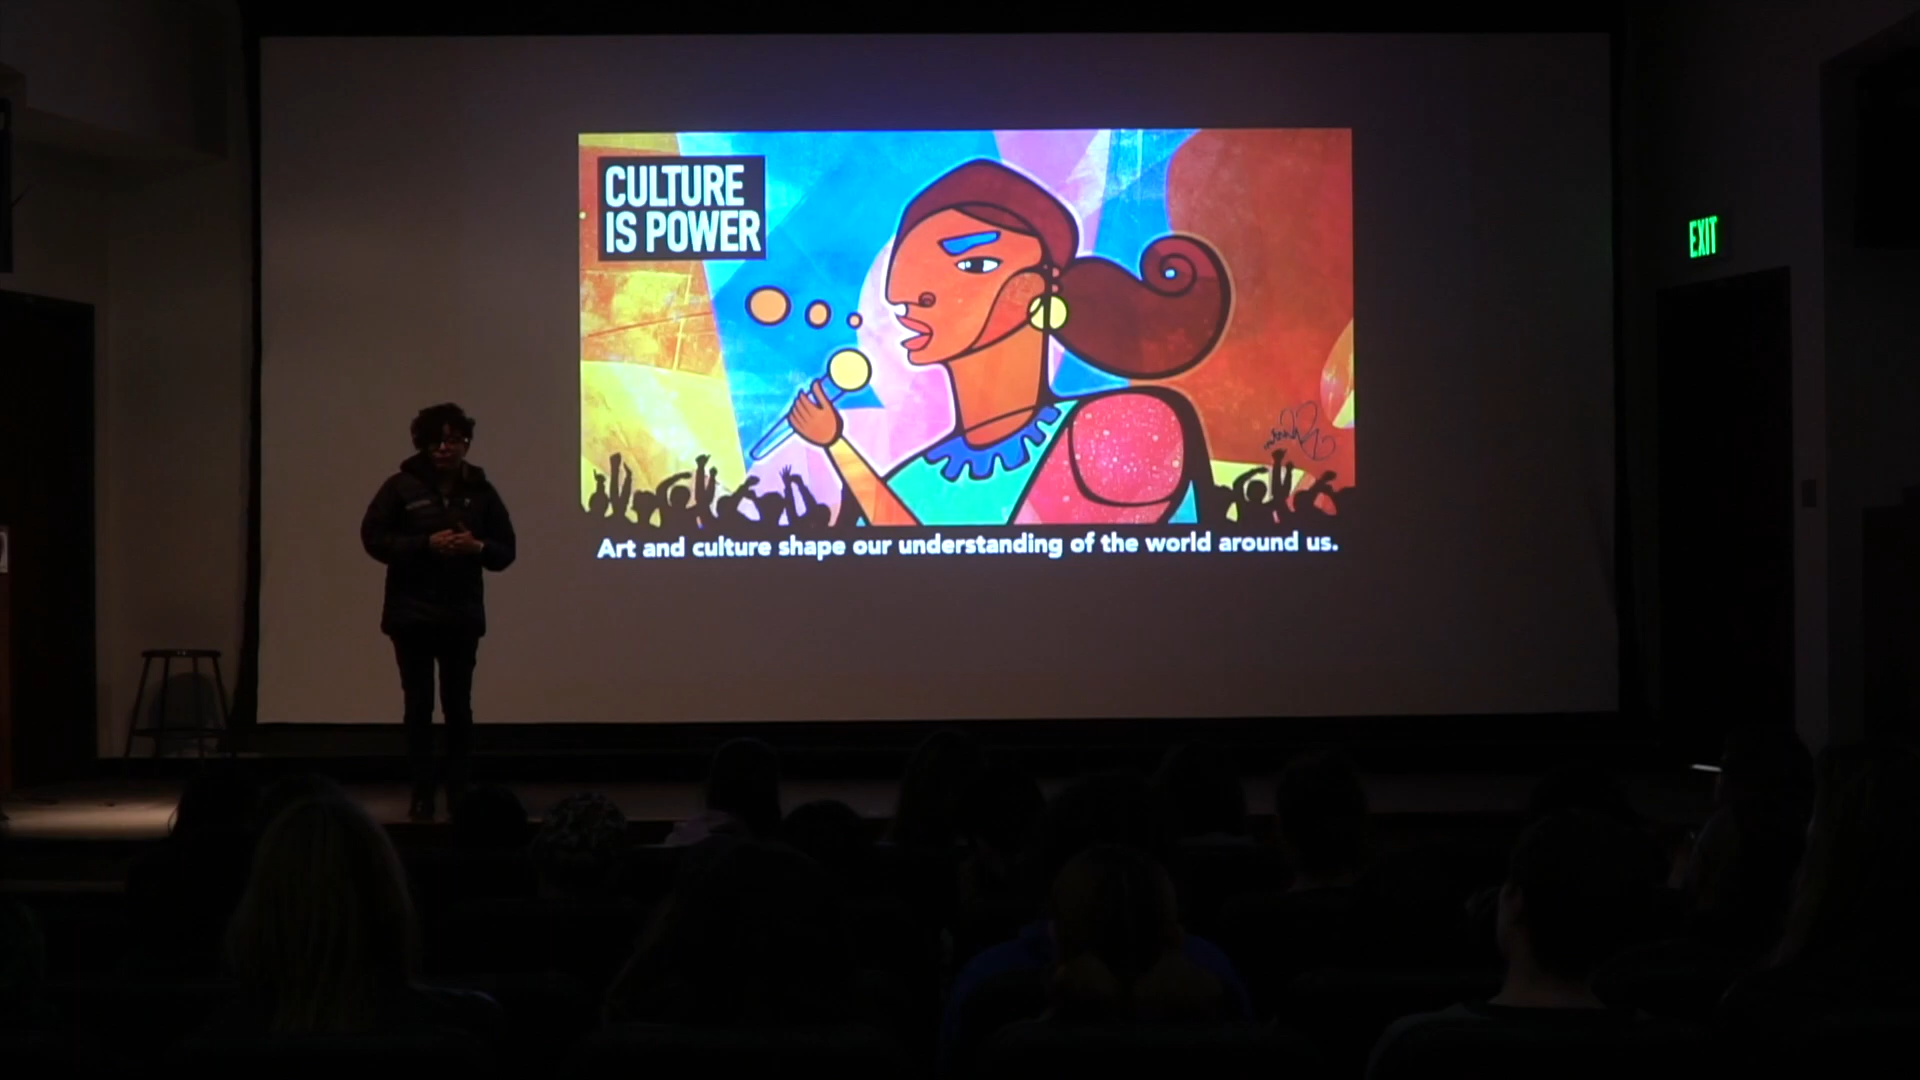 CULTURE
IS POWER
Art and culture shape our understanding of the world around us.
EXIT